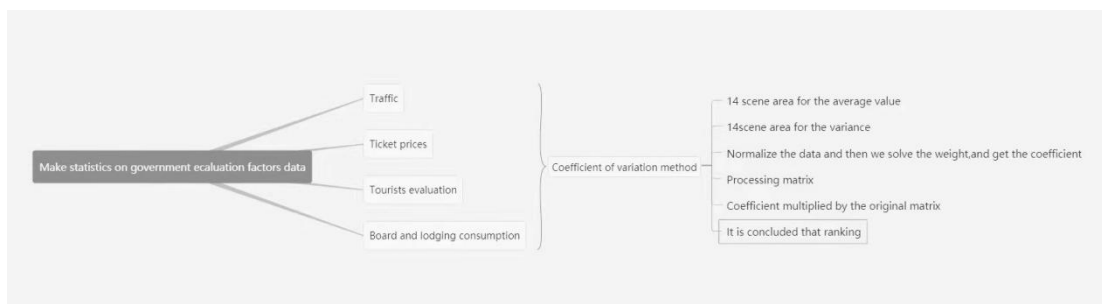 Make statistics on government ecaluation factors data
Traffic
Ticket prices
Tourists evaluation
Board and lodging consumption
Coefficient of variation method
14 scene area for the average value
14scene area for the variance
Normalize the data and then we solve the weight,and get the coefficient
Processing matrix
Coefficient multiplied by the original matrix
It is concluded that ranking